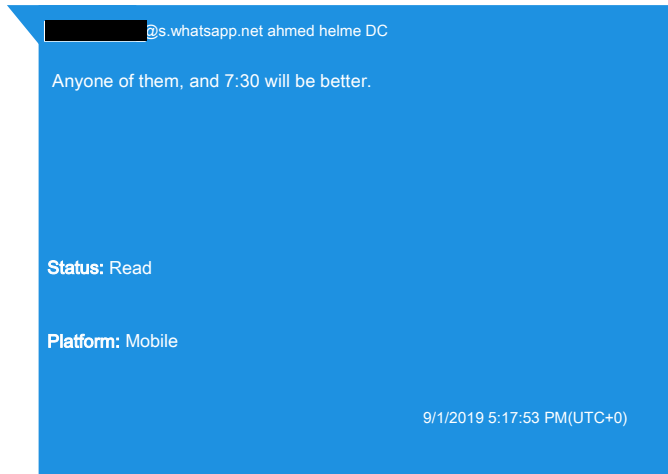 @s.whatsapp.net ahmed helme DC
Anyone of them, and 7:30 will be better.
Status: Read
Platform: Mobile
9/1/2019 5:17:53 PM(UTC+0)